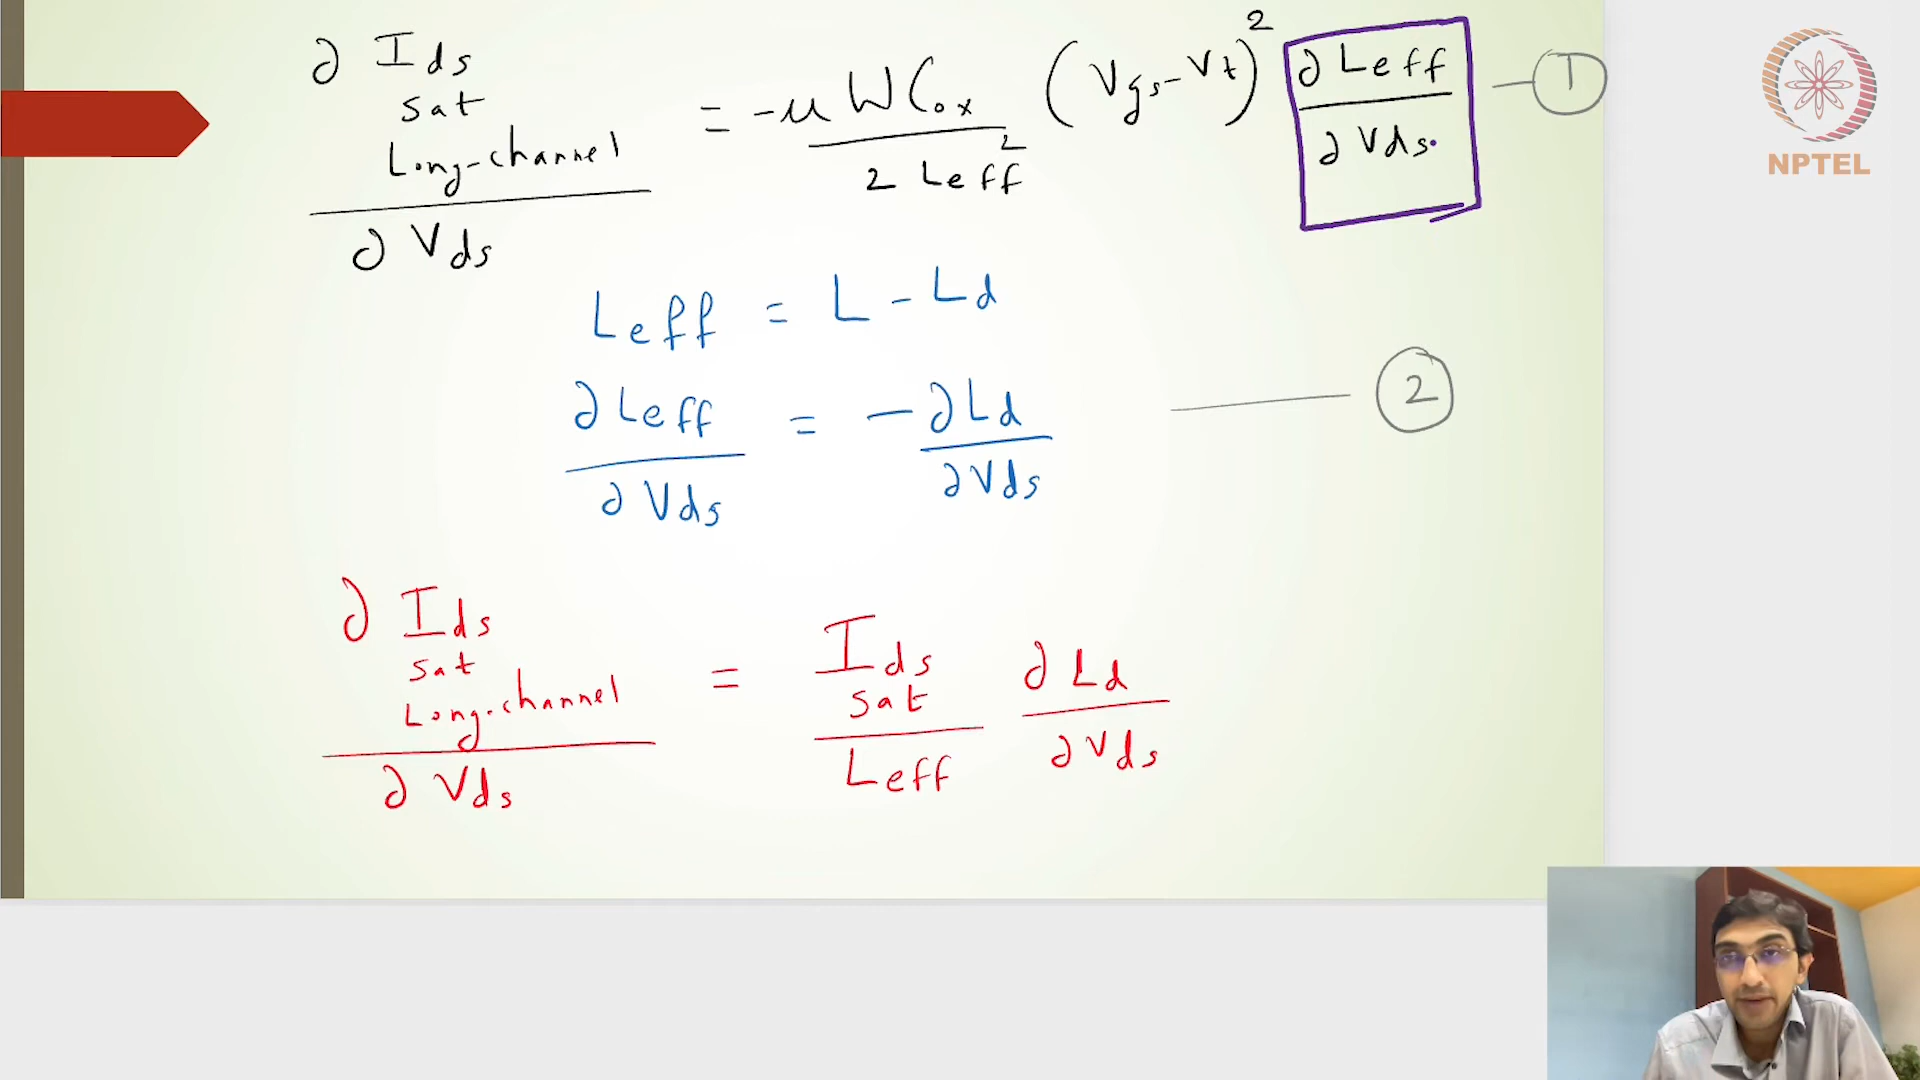 ∂ Ids sat Long-channel / ∂ Vds = -μ W Cox / 2 Leff² (Vgs - Vt)² ∂ Leff / ∂ Vds. — 1
NPTEL
Leff = L - Ld
∂ Leff / ∂ Vds = - ∂ Ld / ∂ Vds — 2
∂ Ids sat Long-channel / ∂ Vds = Ids sat / Leff ∂ Ld / ∂ Vds